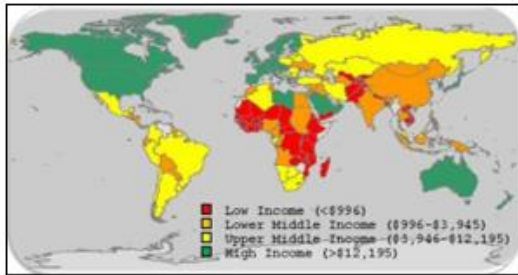 Low Income (<$996)
Lower Middle Income ($996-$3,945)
Upper Middle Income ($3,946-$12,195)
High Income (>$12,195)